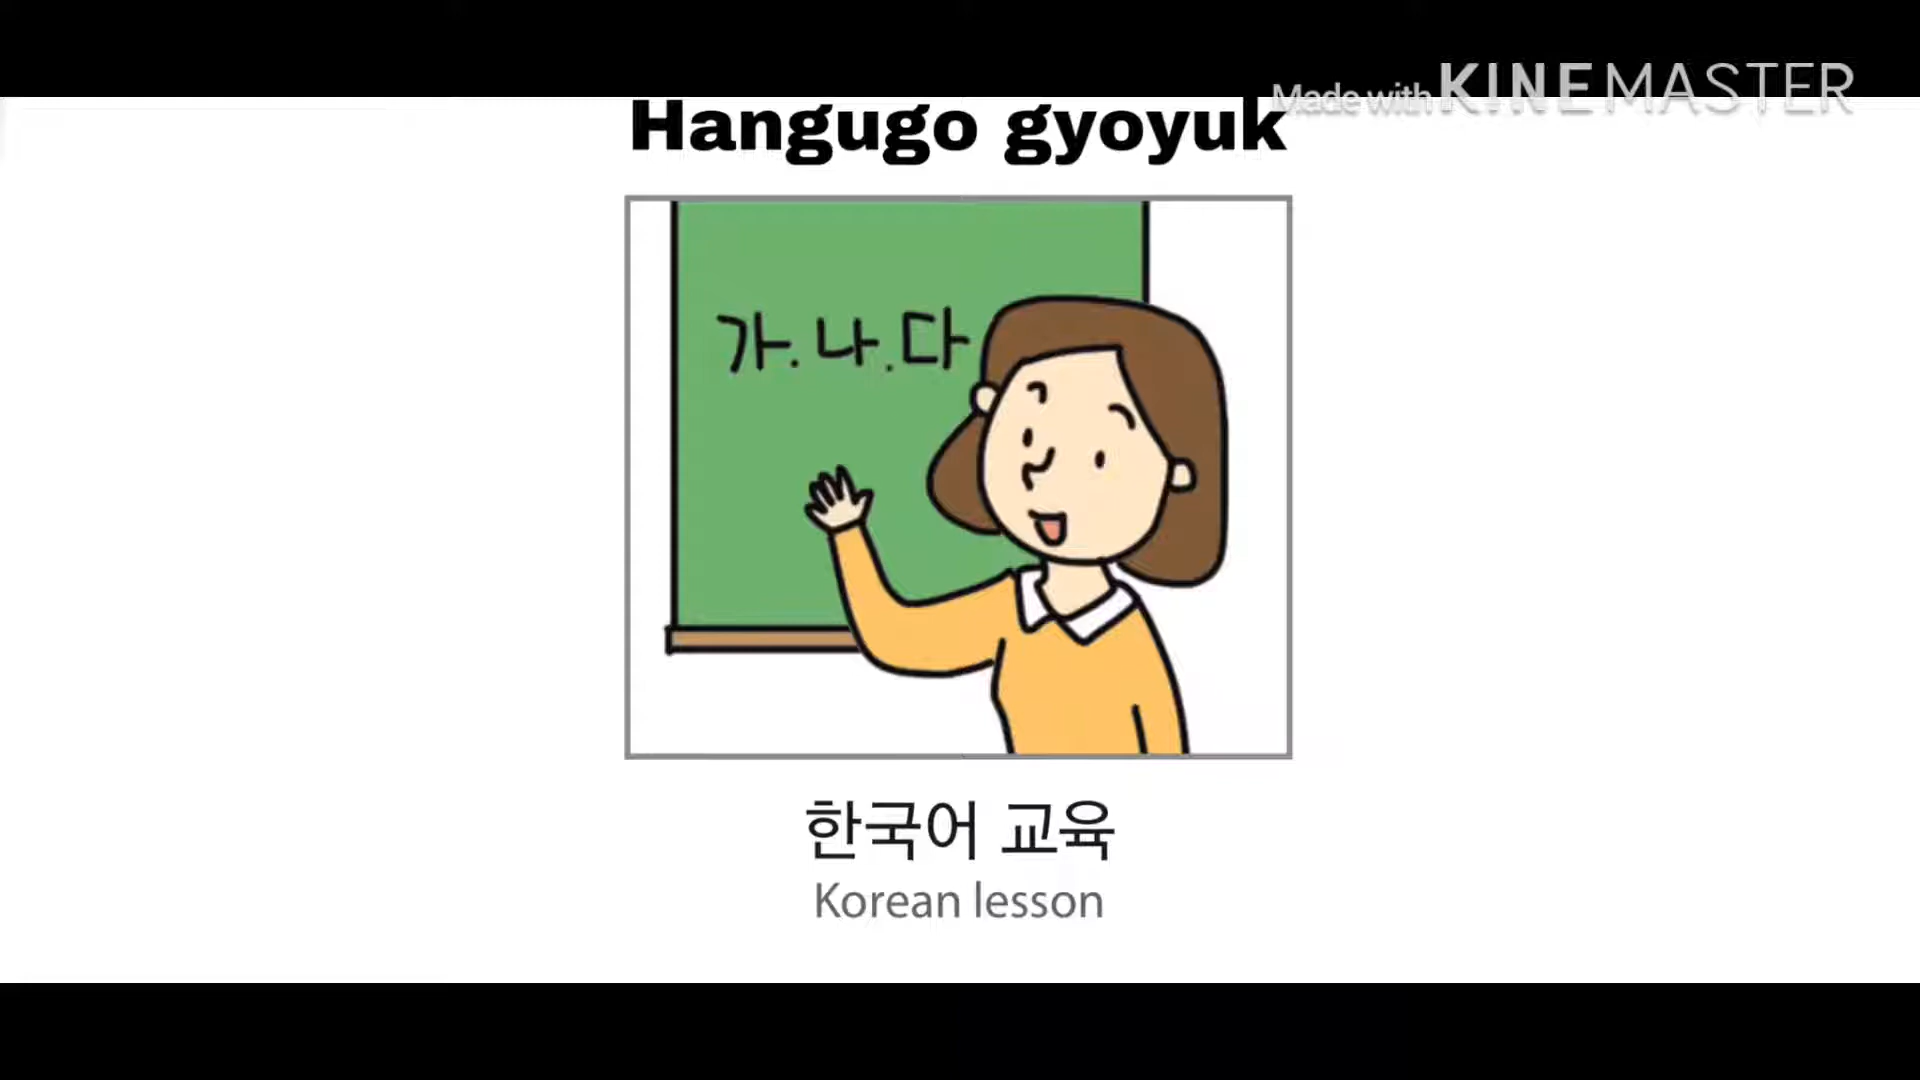 Made with KINEMASTER
Hangugo gyoyuk
가.나.다
한국어 교육
Korean lesson